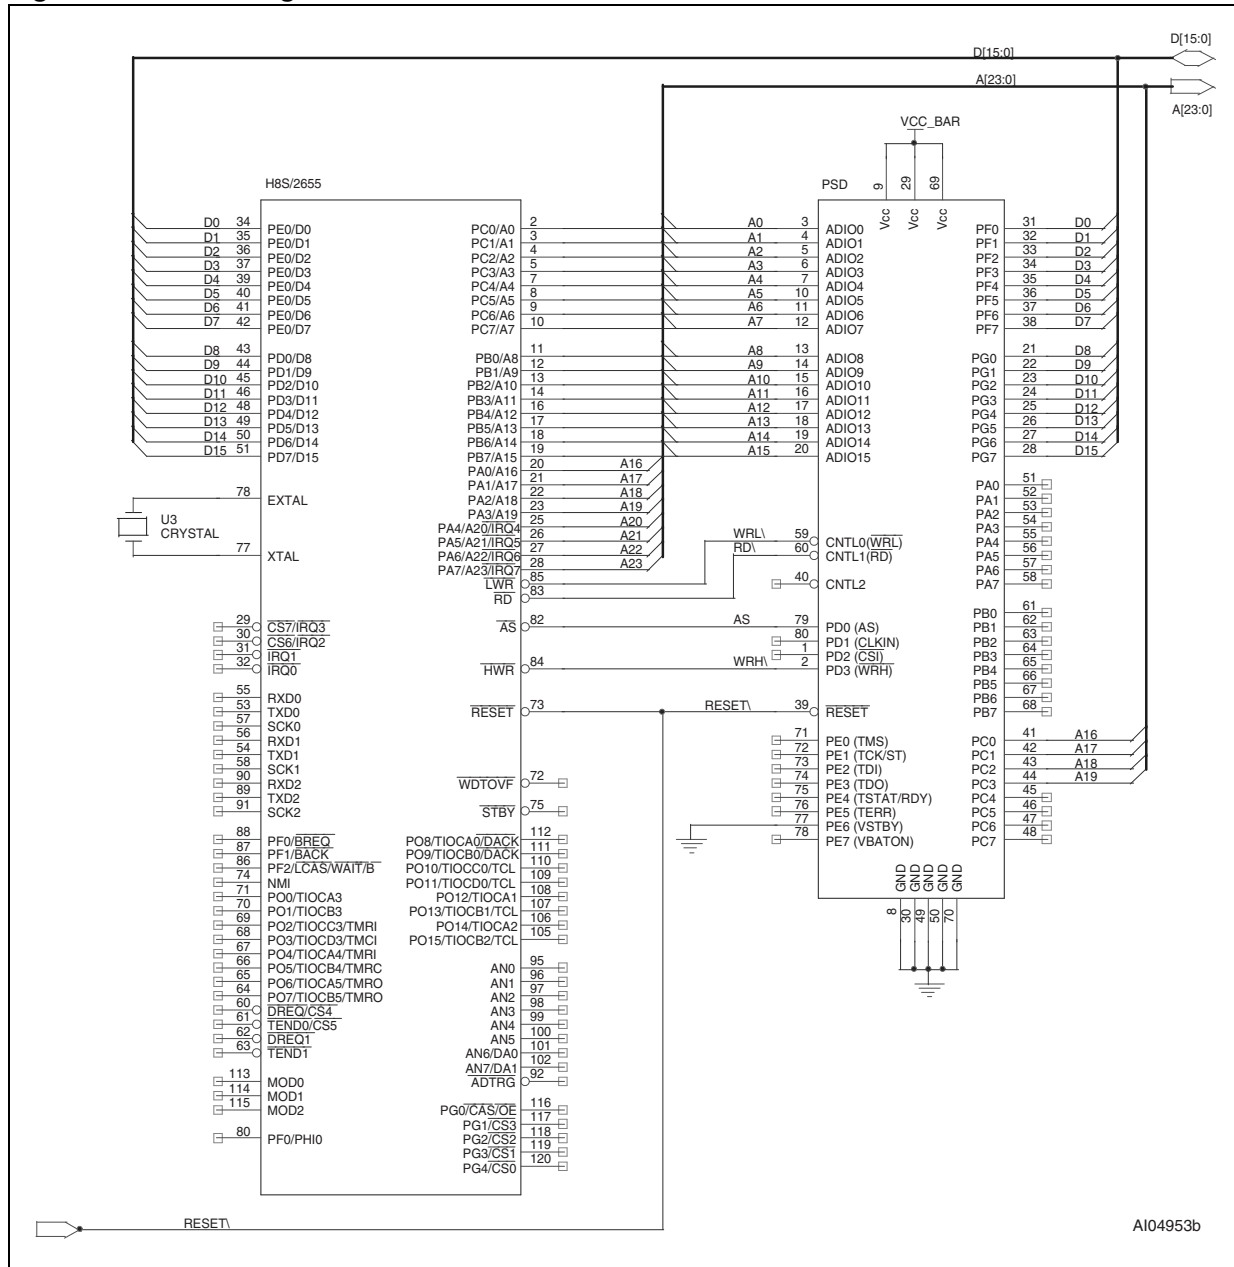 D[15:0]
D[15:0]
A[23:0]
A[23:0]
VCC_BAR
H8S/2655
D0 34 PE0/D0
D1 35 PE0/D1
D2 36 PE0/D2
D3 37 PE0/D3
D4 39 PE0/D4
D5 40 PE0/D5
D6 41 PE0/D6
D7 42 PE0/D7
D8 43 PD0/D8
D9 44 PD1/D9
D10 45 PD2/D10
D11 46 PD3/D11
D12 48 PD4/D12
D13 49 PD5/D13
D14 50 PD6/D14
D15 51 PD7/D15
78 EXTAL
U3
CRYSTAL
77 XTAL
29 CS7/IRQ3
30 CS6/IRQ2
31 IRQ1
32 IRQ0
55 RXD0
53 TXD0
57 SCK0
56 RXD1
54 TXD1
58 SCK1
90 RXD2
89 TXD2
91 SCK2
88 PF0/BREQ
87 PF1/BACK
86 PF2/LCAS/WAIT/B
74 NMI
71 PO0/TIOCA3
70 PO1/TIOCB3
69 PO2/TIOCC3/TMRI
68 PO3/TIOCD3/TMCI
67 PO4/TIOCA4/TMRI
66 PO5/TIOCB4/TMRC
65 PO6/TIOCA5/TMRO
64 PO7/TIOCB5/TMRO
60 DREQ/CS4
61 TEND0/CS5
62 DREQ1
63 TEND1
113 MOD0
114 MOD1
115 MOD2
80 PF0/PHI0
PC0/A0 2
PC1/A1 3
PC2/A2 4
PC3/A3 5
PC4/A4 7
PC5/A5 8
PC6/A6 9
PC7/A7 10
PB0/A8 11
PB1/A9 12
PB2/A10 13
PB3/A11 14
PB4/A12 16
PB5/A13 17
PB6/A14 18
PB7/A15 19
PA0/A16 20 A16
PA1/A17 21 A17
PA2/A18 22 A18
PA3/A19 23 A19
PA4/A20/IRQ4 25 A20
PA5/A21/IRQ5 26 A21
PA6/A22/IRQ6 27 A22
PA7/A23/IRQ7 28 A23
LWR 85
RD 83
AS 82
HWR 84
RESET 73
WDTOVF 72
STBY 75
PO8/TIOCA0/DACK 112
PO9/TIOCB0/DACK 111
PO10/TIOCC0/TCL 110
PO11/TIOCD0/TCL 109
PO12/TIOCA1 108
PO13/TIOCB1/TCL 107
PO14/TIOCA2 106
PO15/TIOCB2/TCL 105
AN0 95
AN1 96
AN2 97
AN3 98
AN4 99
AN5 100
AN6/DA0 101
AN7/DA1 102
ADTRG 92
PG0/CAS/OE 116
PG1/CS3 117
PG2/CS2 118
PG3/CS1 119
PG4/CS0 120
PSD
9 29 69
Vcc Vcc Vcc
A0 3 ADIO0
A1 4 ADIO1
A2 5 ADIO2
A3 6 ADIO3
A4 7 ADIO4
A5 10 ADIO5
A6 11 ADIO6
A7 12 ADIO7
A8 13 ADIO8
A9 14 ADIO9
A10 15 ADIO10
A11 16 ADIO11
A12 17 ADIO12
A13 18 ADIO13
A14 19 ADIO14
A15 20 ADIO15
WRL\ 59 CNTL0(WRL)
RD\ 60 CNTL1(RD)
40 CNTL2
AS 79 PD0 (AS)
80 PD1 (CLKIN)
1 PD2 (CSI)
WRH\ 2 PD3 (WRH)
RESET\ 39 RESET
71 PE0 (TMS)
72 PE1 (TCK/ST)
73 PE2 (TDI)
74 PE3 (TDO)
75 PE4 (TSTAT/RDY)
76 PE5 (TERR)
77 PE6 (VSTBY)
78 PE7 (VBATON)
PF0 31 D0
PF1 32 D1
PF2 33 D2
PF3 34 D3
PF4 35 D4
PF5 36 D5
PF6 37 D6
PF7 38 D7
PG0 21 D8
PG1 22 D9
PG2 23 D10
PG3 24 D11
PG4 25 D12
PG5 26 D13
PG6 27 D14
PG7 28 D15
PA0 51
PA1 52
PA2 53
PA3 54
PA4 55
PA5 56
PA6 57
PA7 58
PB0 61
PB1 62
PB2 63
PB3 64
PB4 65
PB5 66
PB6 67
PB7 68
PC0 41 A16
PC1 42 A17
PC2 43 A18
PC3 44 A19
PC4 45
PC5 46
PC6 47
PC7 48
GND GND GND GND GND
8 30 49 50 70
RESET\
AI04953b